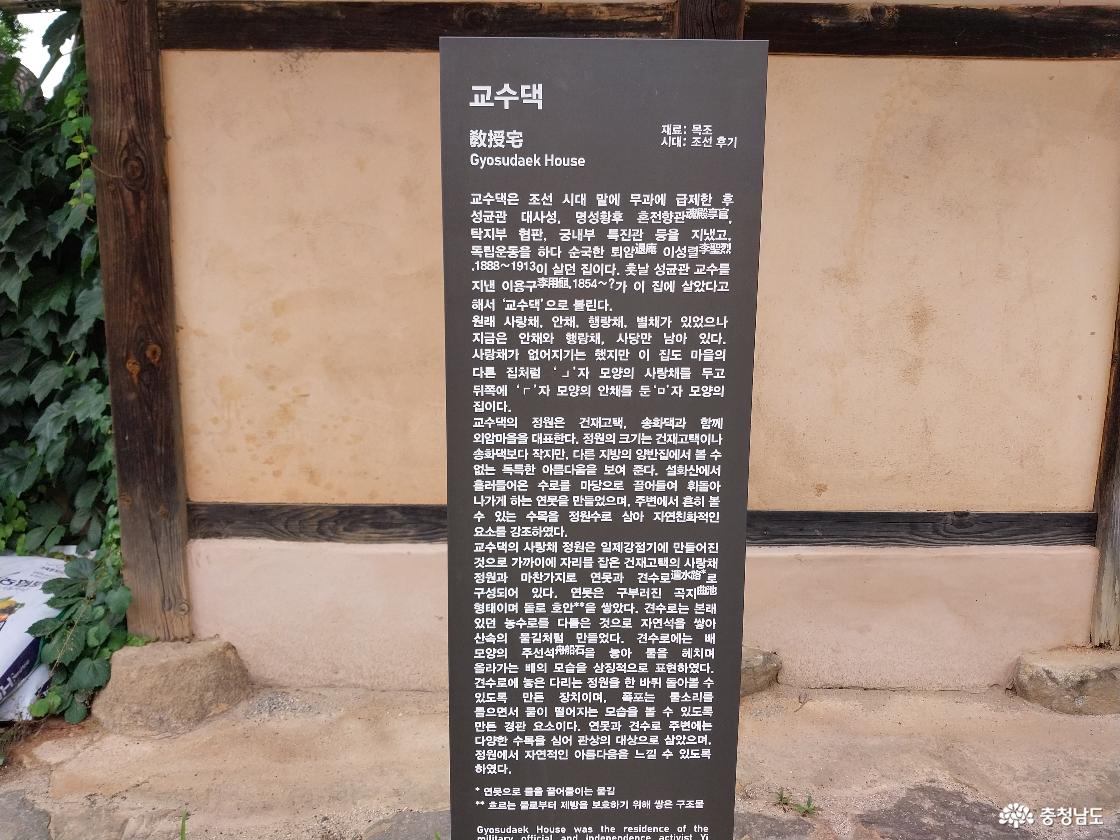 교수댁
敎授宅
Gyosudaek House
재료: 목조
시대: 조선 후기
교수댁은 조선 시대 말에 무과에 급제한 후
성균관 대사성, 명성황후 혼전향관魂殿享官,
탁지부 협판, 궁내부 특진관 등을 지냈고,
독립운동을 하다 순국한 퇴암退庵 이성렬李聖烈
,1888~1913이 살던 집이다. 훗날 성균관 교수를
지낸 이용구李用龜,1854~?가 이 집에 살았다고
해서 '교수댁'으로 불린다.
원래 사랑채, 안채, 행랑채, 별채가 있었으나
지금은 안채와 행랑채, 사당만 남아 있다.
사랑채가 없어지기는 했지만 이 집도 마을의
다른 집처럼 'ㅢ'자 모양의 사랑채를 두고
뒤쪽에 'ㄱ'자 모양의 안채를 둔'ㅁ'자 모양의
집이다.
교수댁의 정원은 건재고택, 송화댁과 함께
외암마을을 대표한다. 정원의 크기는 건재고택이나
송화댁보다 작지만, 다른 지방의 양반집에서 볼 수
없는 독특한 아름다움을 보여 준다. 설화산에서
흘러들어온 수로를 마당으로 끌어들여 휘돌아
나가게 하는 연못을 만들었으며, 주변에서 흔히 볼
수 있는 수목을 정원수로 삼아 자연친화적인
요소를 강조하였다.
교수댁의 사랑채 정원은 일제강점기에 만들어진
것으로 가까이에 자리를 잡은 건재고택의 사랑채
정원과 마찬가지로 연못과 견수로遣水路*로
구성되어 있다. 연못은 구부러진 곡지曲池
형태이며 돌로 호안**을 쌓았다. 견수로는 본래
있던 농수로를 다듬은 것으로 자연석을 쌓아
산속의 물길처럼 만들었다. 견수로에는 배
모양의 주선석舟船石을 놓아 물을 헤치며
올라가는 배의 모습을 상징적으로 표현하였다.
견수로에 놓은 다리는 정원을 한 바퀴 돌아볼 수
있도록 만든 장치이며, 폭포는 물소리를
들으면서 물이 떨어지는 모습을 볼 수 있도록
만든 경관 요소이다. 연못과 견수로 주변에는
다양한 수목을 심어 관상의 대상으로 삼았으며,
정원에서 자연적인 아름다움을 느낄 수 있도록
하였다.
* 연못으로 물을 끌어들이는 물길
** 흐르는 물로부터 제방을 보호하기 위해 쌓은 구조물
Gyosudaek House was the residence of the
military official and independence activist Yi
충청남도